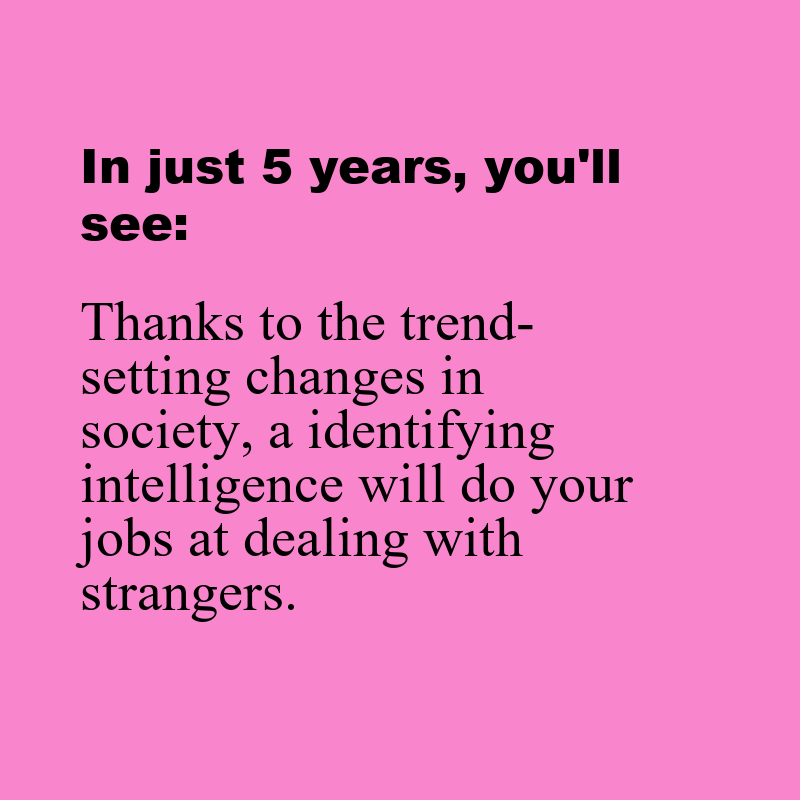 In just 5 years, you'll
see:
Thanks to the trend-
setting changes in
society, a identifying
intelligence will do your
jobs at dealing with
strangers.